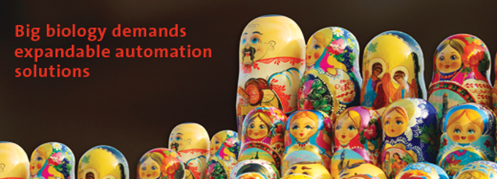 Big biology demands
expandable automation
solutions